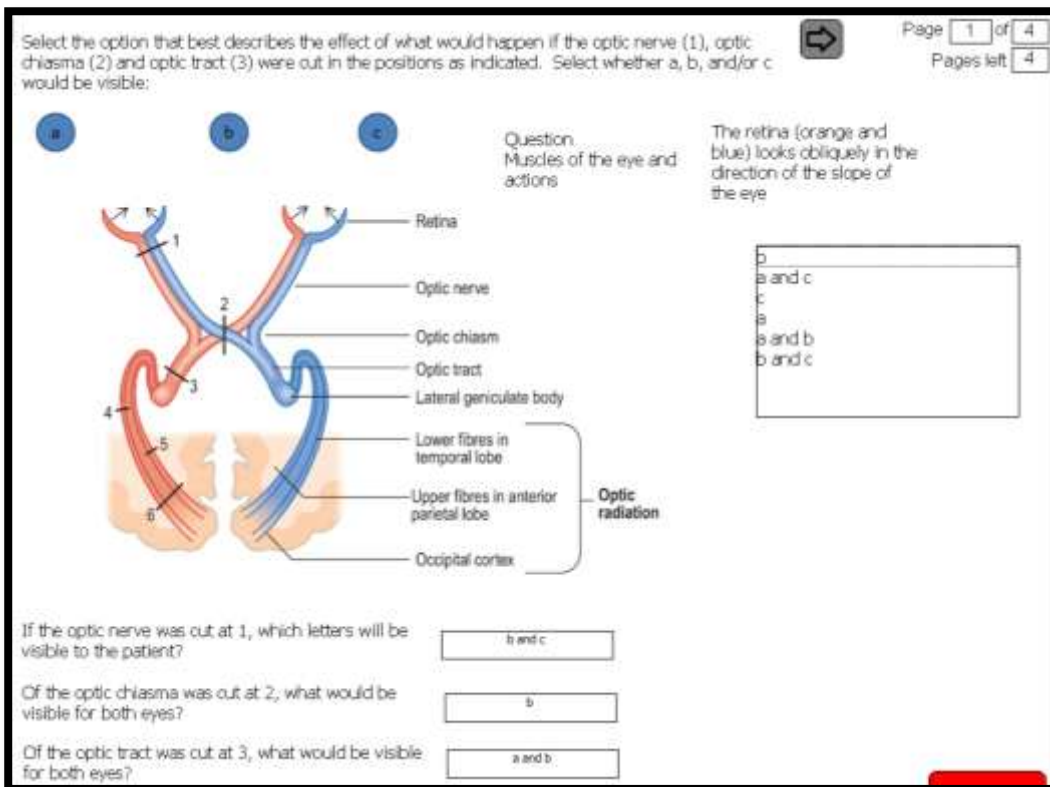 Select the option that best describes the effect of what would happen if the optic nerve (1), optic
chiasma (2) and optic tract (3) were cut in the positions as indicated. Select whether a, b, and/or c
would be visible:
Page 1 of 4
Pages left 4
a
b
c
Question
Muscles of the eye and
actions
The retina (orange and
blue) looks obliquely in the
direction of the slope of
the eye
Retina
1
Optic nerve
2
Optic chiasm
Optic tract
3
Lateral geniculate body
4
Lower fibres in
temporal lobe
5
Upper fibres in anterior
parietal lobe
6
Optic
radiation
Occipital cortex
b
a and c
c
a
a and b
b and c
If the optic nerve was cut at 1, which letters will be
visible to the patient?
b and c
Of the optic chiasma was cut at 2, what would be
visible for both eyes?
b
Of the optic tract was cut at 3, what would be visible
for both eyes?
a and b